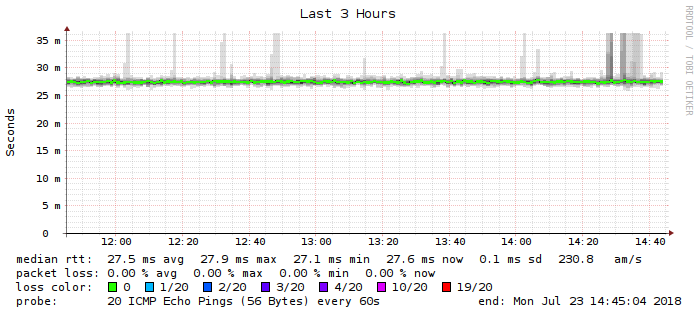 Last 3 Hours
RRDTOOL / TOBI OETIKER
Seconds
35 m
30 m
25 m
20 m
15 m
10 m
5 m
0
12:00 12:20 12:40 13:00 13:20 13:40 14:00 14:20 14:40
median rtt: 27.5 ms avg 27.9 ms max 27.1 ms min 27.6 ms now 0.1 ms sd 230.8 am/s
packet loss: 0.00 % avg 0.00 % max 0.00 % min 0.00 % now
loss color: 0 1/20 2/20 3/20 4/20 10/20 19/20
probe: 20 ICMP Echo Pings (56 Bytes) every 60s end: Mon Jul 23 14:45:04 2018